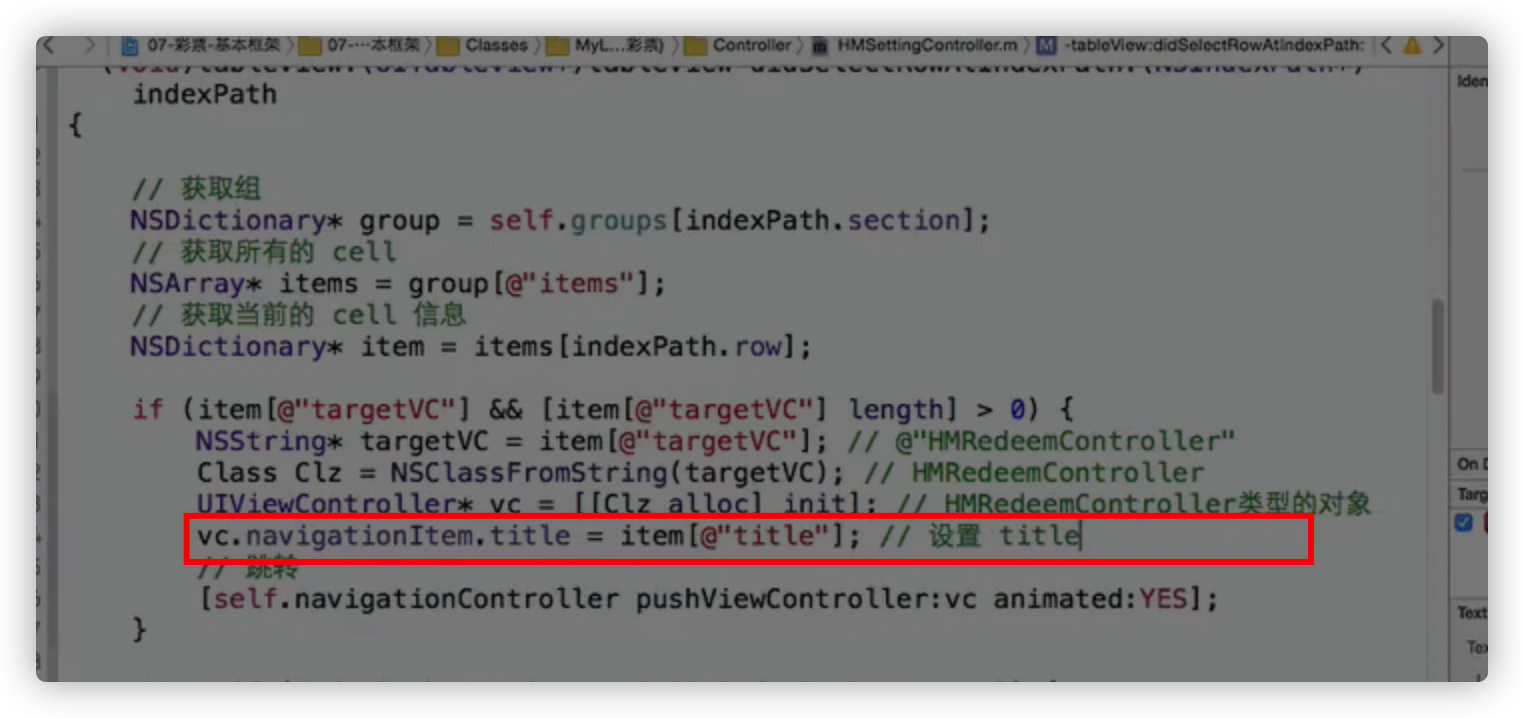 07-彩票-基本框架 〉 07-…本框架 〉 Classes 〉 MyL...彩票) 〉 Controller 〉 HMSettingController.m 〉 M -tableView:didSelectRowAtIndexPath:
Iden
indexPath
{
// 获取组
NSDictionary* group = self.groups[indexPath.section];
// 获取所有的 cell
NSArray* items = group[@"items"];
// 获取当前的 cell 信息
NSDictionary* item = items[indexPath.row];
if (item[@"targetVC"] && [item[@"targetVC"] length] > 0) {
NSString* targetVC = item[@"targetVC"]; // @"HMRedeemController"
Class Clz = NSClassFromString(targetVC); // HMRedeemController
On D
UIViewController* vc = [[Clz alloc] init]; // HMRedeemController类型的对象
Targ
vc.navigationItem.title = item[@"title"]; // 设置 title
// 跳转
[self.navigationController pushViewController:vc animated:YES];
Text
}
Tex